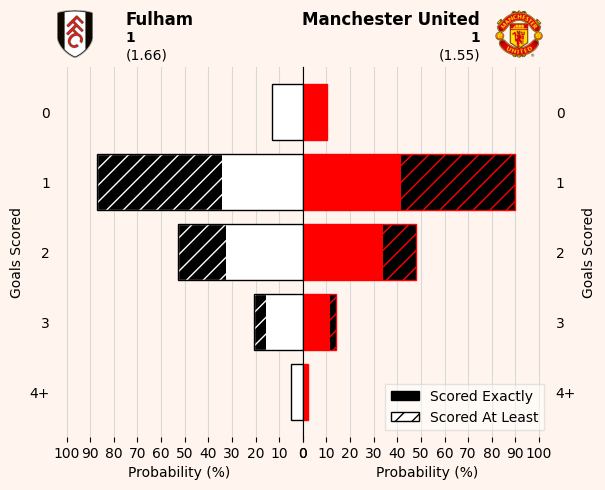 Fulham
1
(1.66)
Manchester United
1
(1.55)
MANCHESTER
UNITED
Goals Scored
0
1
2
3
4+
0
1
2
3
4+
Goals Scored
Scored Exactly
Scored At Least
100 90 80 70 60 50 40 30 20 10 0
0 10 20 30 40 50 60 70 80 90 100
Probability (%)
Probability (%)